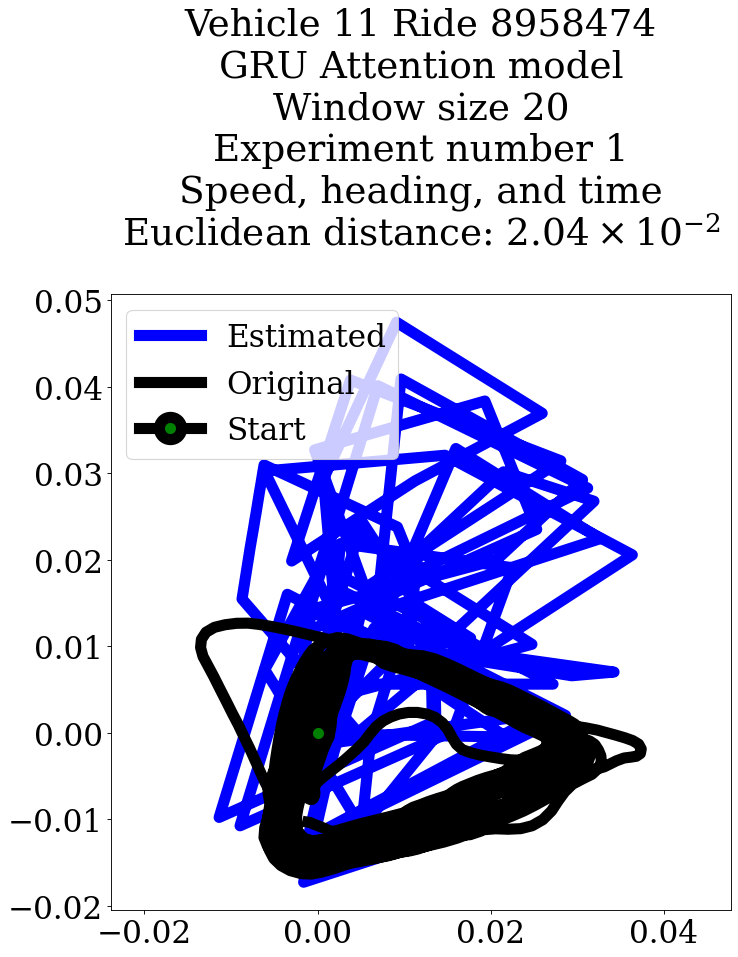 Vehicle 11 Ride 8958474
GRU Attention model
Window size 20
Experiment number 1
Speed, heading, and time
Euclidean distance: 2.04 × 10⁻²
0.05
0.04
0.03
0.02
0.01
0.00
−0.01
−0.02
Estimated
Original
Start
−0.02
0.00
0.02
0.04